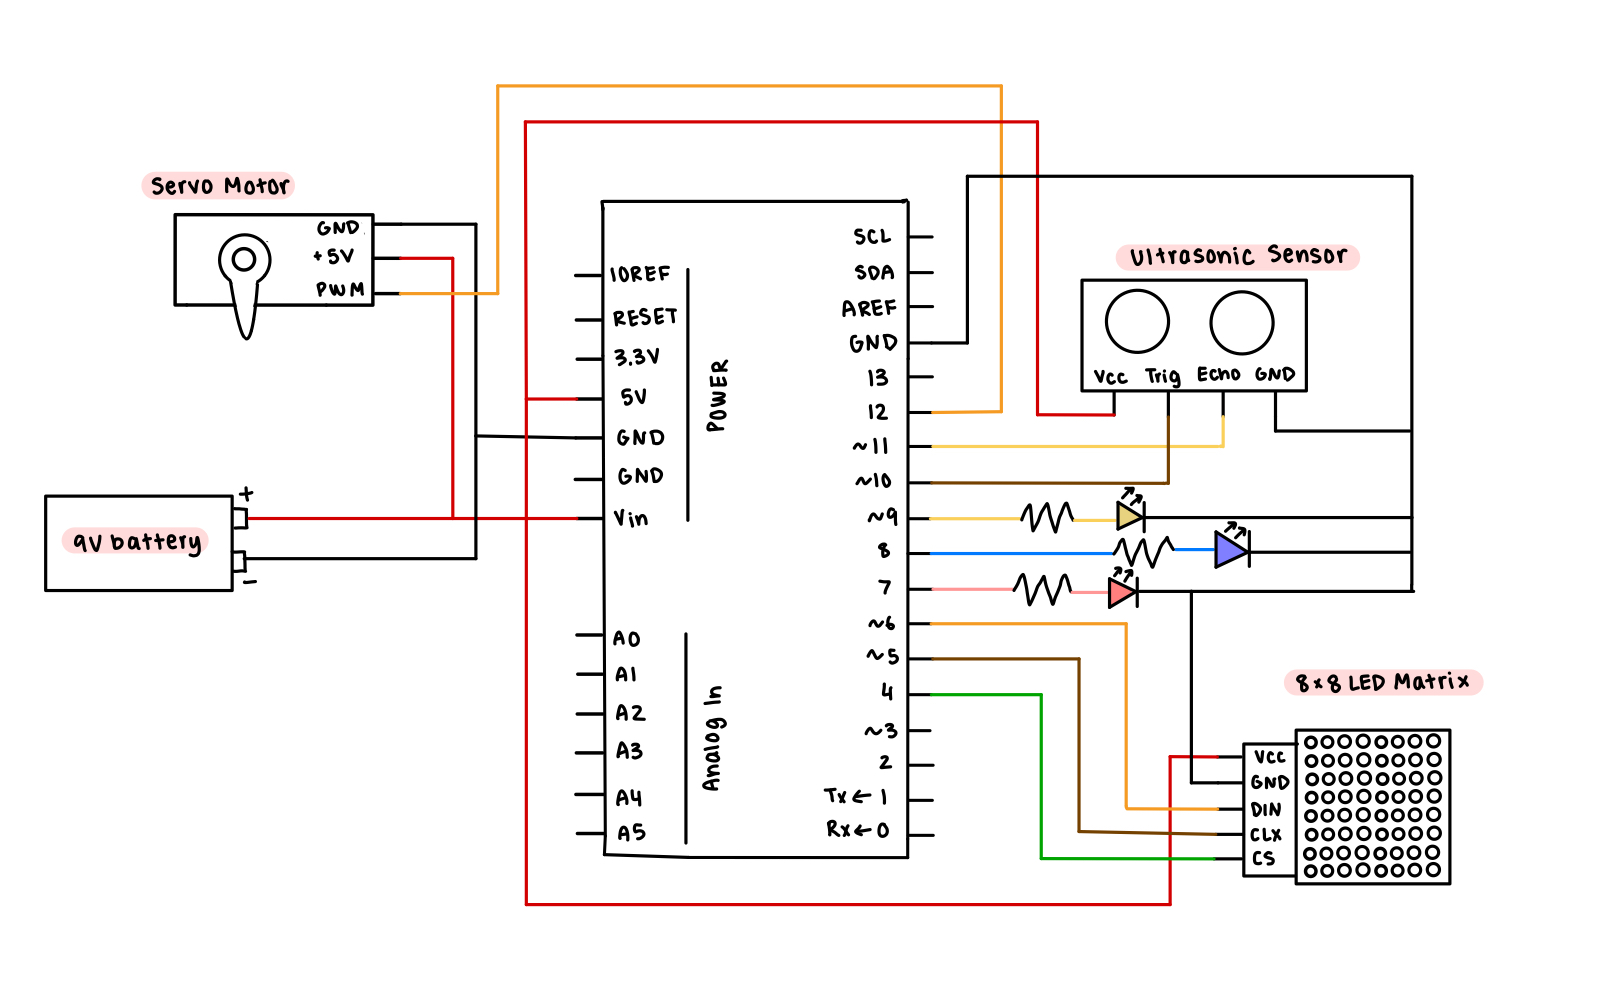 Servo Motor
GND
+5V
PWM
9V battery
+
-
IOREF
RESET
3.3V
5V
GND
GND
Vin
POWER
A0
A1
A2
A3
A4
A5
Analog In
SCL
SDA
AREF
GND
13
12
~11
~10
~9
8
7
~6
~5
4
~3
2
Tx← 1
Rx← 0
Ultrasonic Sensor
Vcc Trig Echo GND
8x8 LED Matrix
VCC
GND
DIN
CLX
CS